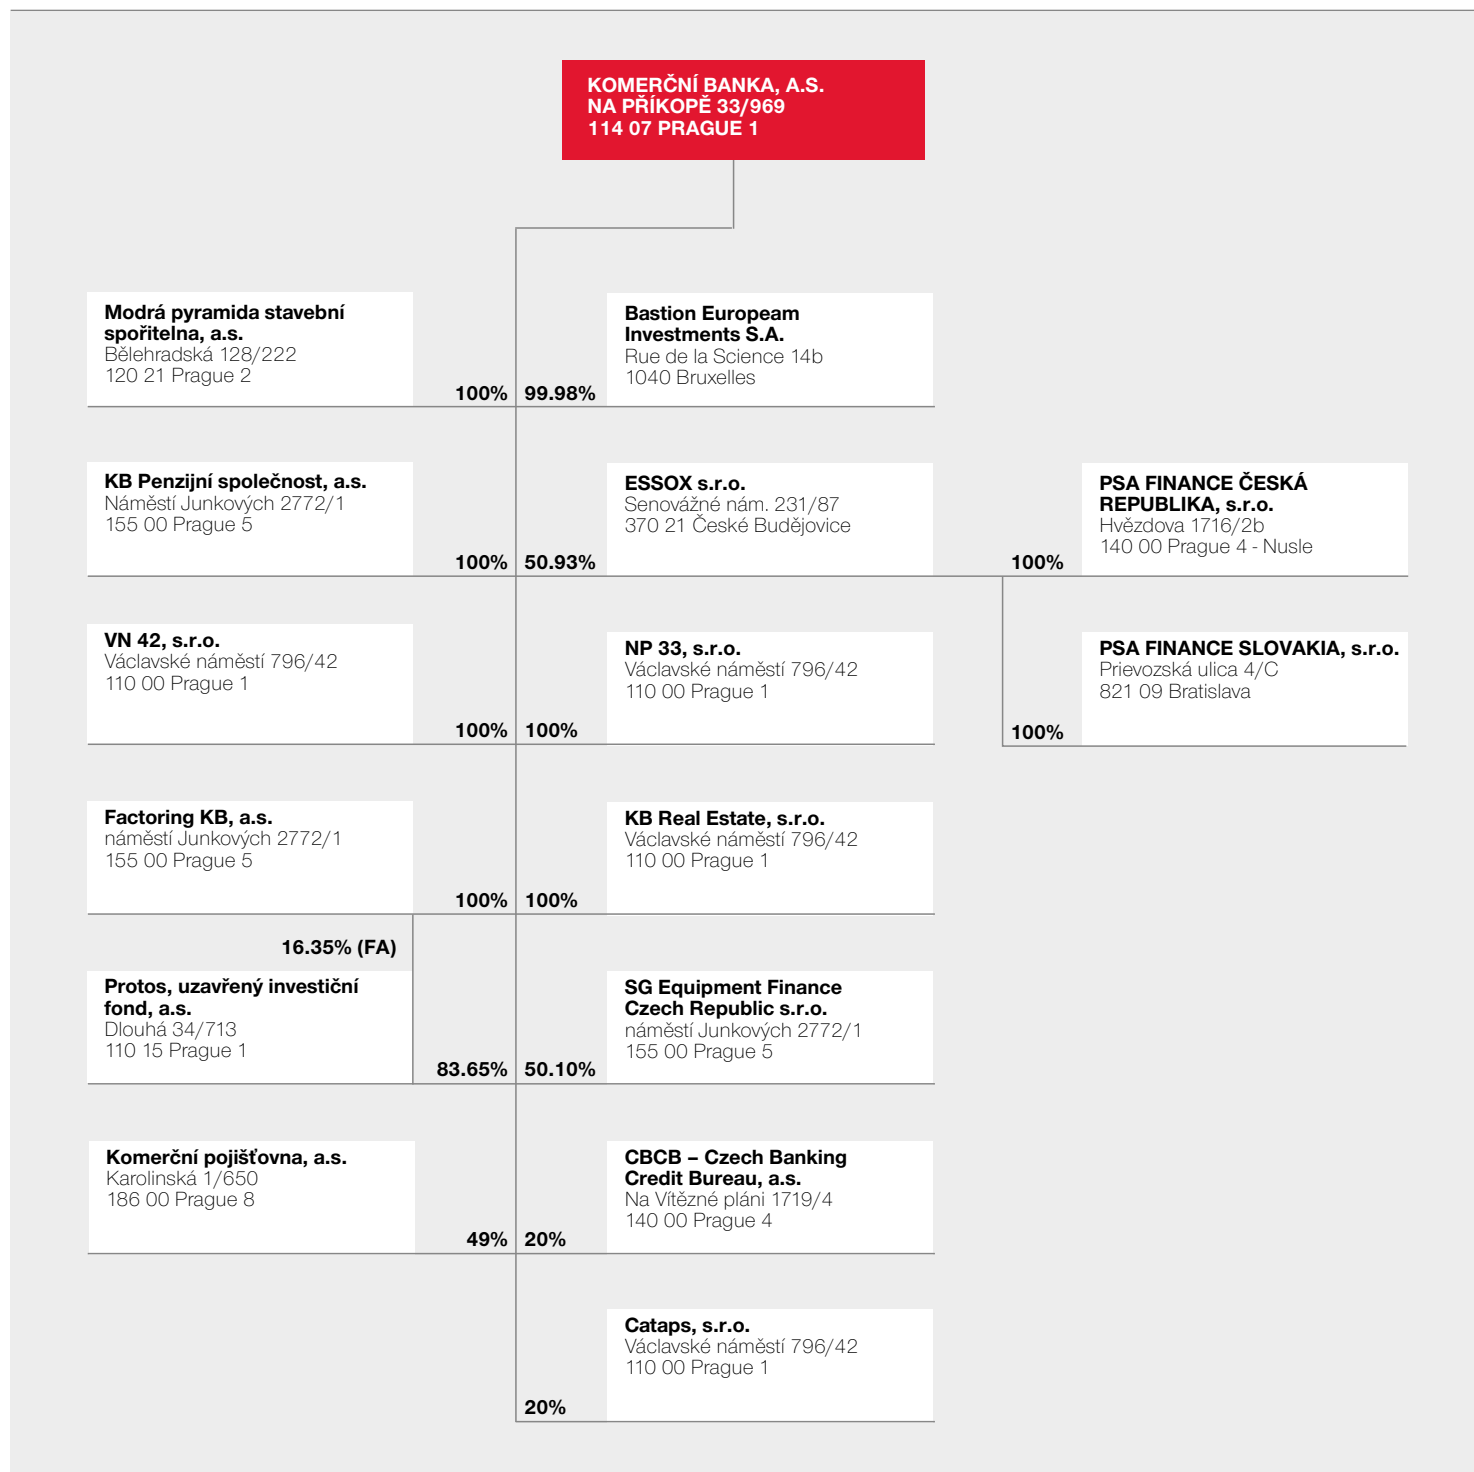 KOMERČNÍ BANKA, A.S.
NA PŘÍKOPĚ 33/969
114 07 PRAGUE 1
Modrá pyramida stavební
spořitelna, a.s.
Bělehradská 128/222
120 21 Prague 2
100%
99.98%
Bastion Europeam
Investments S.A.
Rue de la Science 14b
1040 Bruxelles
KB Penzijní společnost, a.s.
Náměstí Junkových 2772/1
155 00 Prague 5
100%
50.93%
ESSOX s.r.o.
Senovážné nám. 231/87
370 21 České Budějovice
100%
PSA FINANCE ČESKÁ
REPUBLIKA, s.r.o.
Hvězdova 1716/2b
140 00 Prague 4 - Nusle
VN 42, s.r.o.
Václavské náměstí 796/42
110 00 Prague 1
100%
100%
NP 33, s.r.o.
Václavské náměstí 796/42
110 00 Prague 1
100%
PSA FINANCE SLOVAKIA, s.r.o.
Prievozská ulica 4/C
821 09 Bratislava
Factoring KB, a.s.
náměstí Junkových 2772/1
155 00 Prague 5
100%
100%
KB Real Estate, s.r.o.
Václavské náměstí 796/42
110 00 Prague 1
16.35% (FA)
Protos, uzavřený investiční
fond, a.s.
Dlouhá 34/713
110 15 Prague 1
83.65%
50.10%
SG Equipment Finance
Czech Republic s.r.o.
náměstí Junkových 2772/1
155 00 Prague 5
Komerční pojišťovna, a.s.
Karolinská 1/650
186 00 Prague 8
49%
20%
CBCB – Czech Banking
Credit Bureau, a.s.
Na Vítězné pláni 1719/4
140 00 Prague 4
Cataps, s.r.o.
Václavské náměstí 796/42
110 00 Prague 1
20%